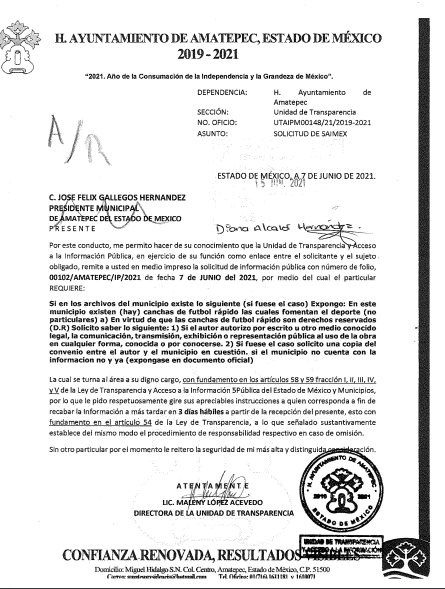 H. AYUNTAMIENTO DE AMATEPEC, ESTADO DE MÉXICO
2019 - 2021
"2021. Año de la Consumación de la Independencia y la Grandeza de México".
DEPENDENCIA: H. Ayuntamiento de Amatepec
SECCIÓN: Unidad de Transparencia
NO. OFICIO: UTAIPM00148/21/2019-2021
ASUNTO: SOLICITUD DE SAIMEX
A/R
ESTADO DE MÉXICO, A 7 DE JUNIO DE 2021.
15 JUN. 2021
C. JOSE FELIX GALLEGOS HERNANDEZ
PRESIDENTE MUNICIPAL
DE AMATEPEC DEL ESTADO DE MEXICO
P R E S E N T E
Diana Alcales Hernández.
Por este conducto, me permito hacer de su conocimiento que la Unidad de Transparencia y Acceso
a la Información Pública, en ejercicio de su función como enlace entre el solicitante y el sujeto
obligado, remite a usted en medio impreso la solicitud de información pública con número de folio,
00102/AMATEPEC/IP/2021 de fecha 7 de JUNIO del 2021, por medio del cual el particular
REQUIERE:
Si en los archivos del municipio existe lo siguiente (si fuese el caso) Expongo: En este
municipio existen (hay) canchas de futbol rápido las cuales fomentan el deporte (no
particulares) a) En virtud de que las canchas de futbol rápido son derechos reservados
(D.R) Solicito saber lo siguiente: 1) Si el autor autorizo por escrito u otro medio conocido
legal, la comunicación, transmisión, exhibición o representación pública al uso de la obra
en cualquier forma, conocida o por conocerse. 2) Si fuese el caso solicito una copia del
convenio entre el autor y el municipio en cuestión. si el municipio no cuenta con la
informacion no y ya (expongase en documento oficial)
La cual se turna al área a su digno cargo, con fundamento en los artículos 58 y 59 fracción I, II, III, IV,
y V de la Ley de Transparencia y Acceso a la Información 5Pública del Estado de México y Municipios,
por lo que le pido respetuosamente gire sus apreciables instrucciones a quien corresponda a fin de
recabar la Información a más tardar en 3 días hábiles a partir de la recepción del presente, esto con
fundamento en el artículo 54 de la Ley de Transparencia, a lo que señalado sustantivamente
establece del mismo modo el procedimiento de responsabilidad respectivo en caso de omisión.
Sin otro particular por el momento le reitero la seguridad de mi más alta y distinguida consideración.
A T E N T A M E N T E
LIC. MALENY LÓPEZ ACEVEDO
DIRECTORA DE LA UNIDAD DE TRANSPARENCIA
H. AYUNTAMIENTO DE AMATEPEC
2019 2021
ESTADO DE MÉXICO
UNIDAD DE TRANSPARENCIA
Y ACCESO A LA INFORMACIÓN
CONFIANZA RENOVADA, RESULTADOS VISIBLES
Domicilio: Miguel Hidalgo S.N. Col. Centro, Amatepec, Estado de México, C.P. 51500